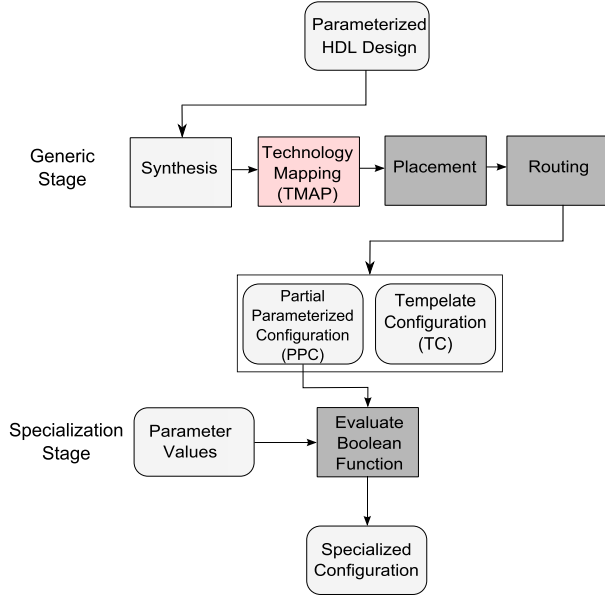 Parameterized
HDL Design
Generic
Stage
Synthesis
Technology
Mapping
(TMAP)
Placement
Routing
Partial
Parameterized
Configuration
(PPC)
Tempelate
Configuration
(TC)
Specialization
Stage
Parameter
Values
Evaluate
Boolean
Function
Specialized
Configuration